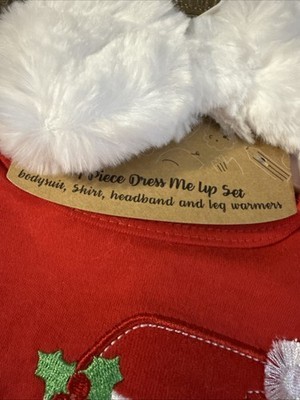 Piece Dress Me Up Set
bodysuit, Shirt, headband and leg warmers